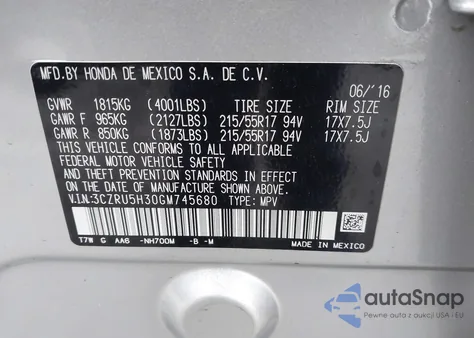 MFD.BY HONDA DE MEXICO S.A. DE C.V.
06/'16
GVWR 1815KG (4001LBS) TIRE SIZE RIM SIZE
GAWR F 965KG (2127LBS) 215/55R17 94V 17X7.5J
GAWR R 850KG (1873LBS) 215/55R17 94V 17X7.5J
THIS VEHICLE CONFORMS TO ALL APPLICABLE
FEDERAL MOTOR VEHICLE SAFETY AND
THEFT PREVENTION STANDARDS IN EFFECT ON
THE DATE OF MANUFACTURE SHOWN ABOVE.
V.I.N:3CZRU5H30GM745680 TYPE: MPV
T7W G AA6 -NH700M -B -M
MADE IN MEXICO
autoSnap
Pewne auta z aukcji USA i EU